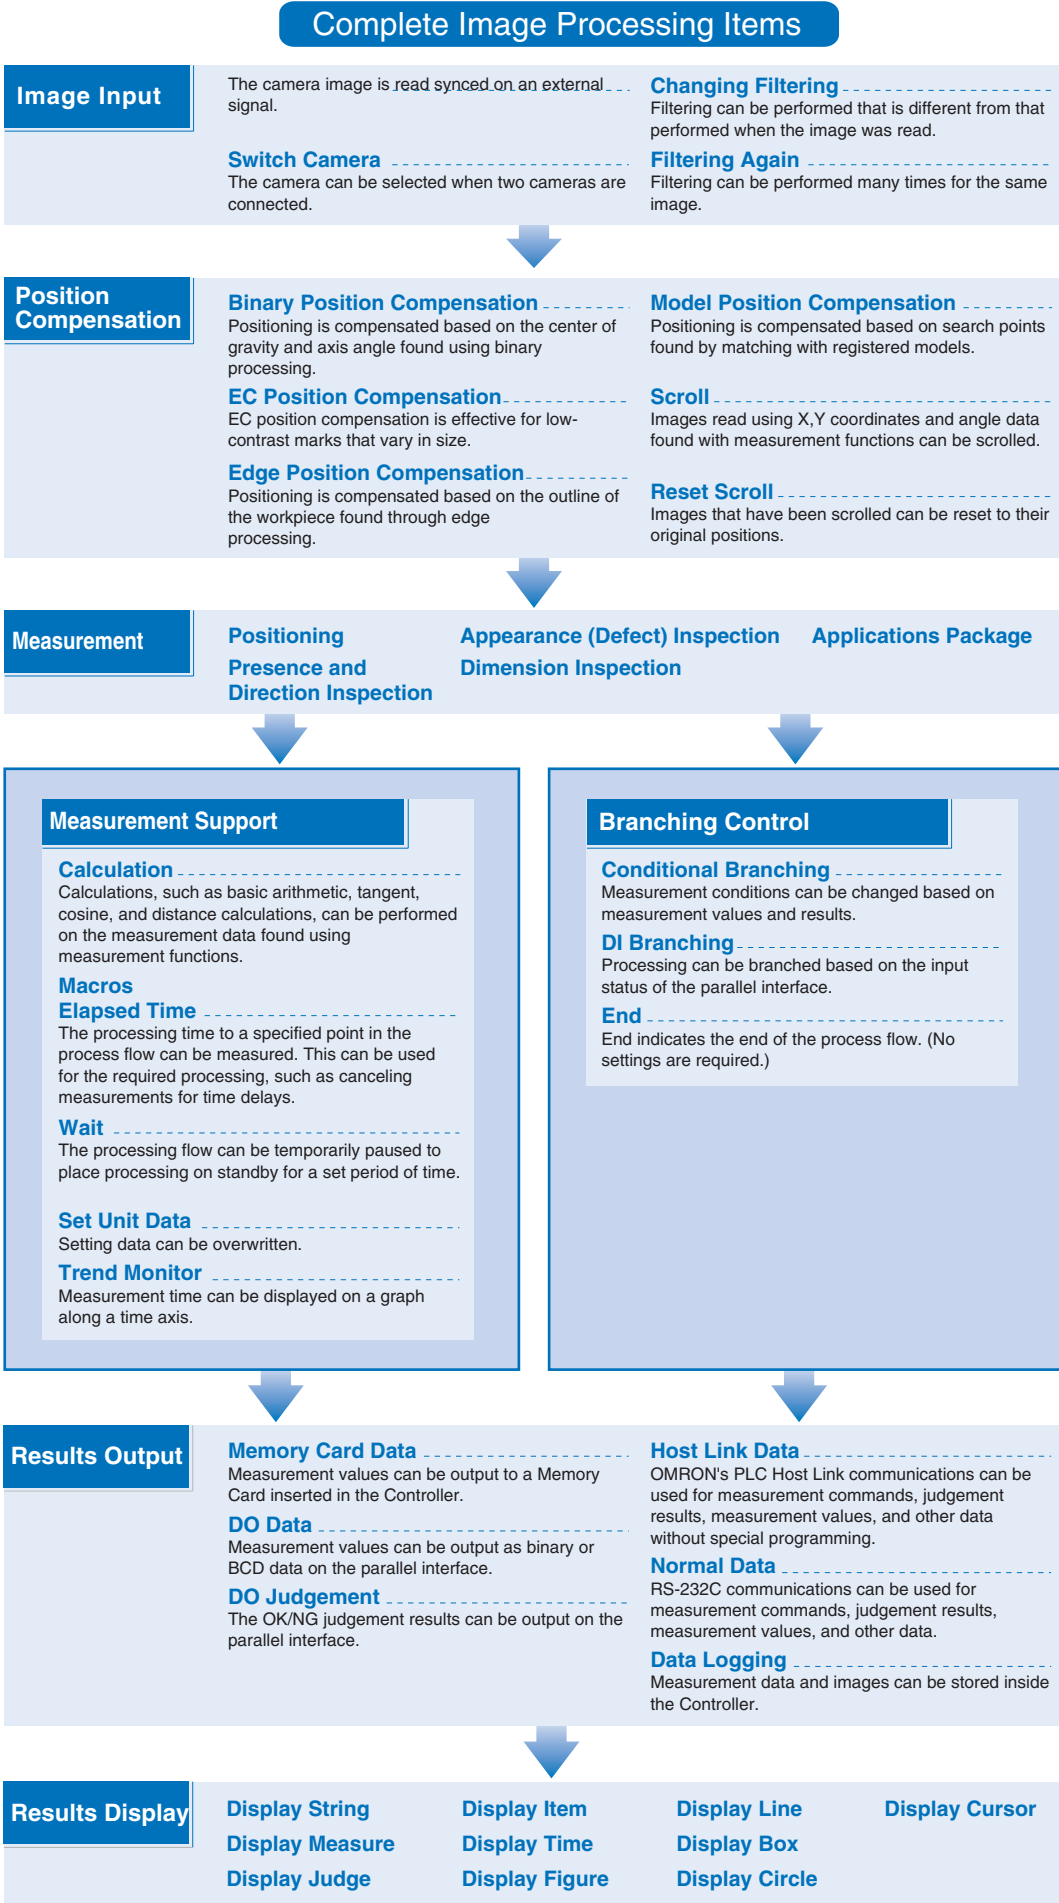 Complete Image Processing Items
Image Input
The camera image is read synced on an external
signal.
Switch Camera
The camera can be selected when two cameras are
connected.
Changing Filtering
Filtering can be performed that is different from that
performed when the image was read.
Filtering Again
Filtering can be performed many times for the same
image.
Position
Compensation
Binary Position Compensation
Positioning is compensated based on the center of
gravity and axis angle found using binary
processing.
EC Position Compensation
EC position compensation is effective for low-
contrast marks that vary in size.
Edge Position Compensation
Positioning is compensated based on the outline of
the workpiece found through edge
processing.
Model Position Compensation
Positioning is compensated based on search points
found by matching with registered models.
Scroll
Images read using X,Y coordinates and angle data
found with measurement functions can be scrolled.
Reset Scroll
Images that have been scrolled can be reset to their
original positions.
Measurement
Positioning
Presence and
Direction Inspection
Appearance (Defect) Inspection
Dimension Inspection
Applications Package
Measurement Support
Calculation
Calculations, such as basic arithmetic, tangent,
cosine, and distance calculations, can be performed
on the measurement data found using
measurement functions.
Macros
Elapsed Time
The processing time to a specified point in the
process flow can be measured. This can be used
for the required processing, such as canceling
measurements for time delays.
Wait
The processing flow can be temporarily paused to
place processing on standby for a set period of time.
Set Unit Data
Setting data can be overwritten.
Trend Monitor
Measurement time can be displayed on a graph
along a time axis.
Branching Control
Conditional Branching
Measurement conditions can be changed based on
measurement values and results.
DI Branching
Processing can be branched based on the input
status of the parallel interface.
End
End indicates the end of the process flow. (No
settings are required.)
Results Output
Memory Card Data
Measurement values can be output to a Memory
Card inserted in the Controller.
DO Data
Measurement values can be output as binary or
BCD data on the parallel interface.
DO Judgement
The OK/NG judgement results can be output on the
parallel interface.
Host Link Data
OMRON's PLC Host Link communications can be
used for measurement commands, judgement
results, measurement values, and other data
without special programming.
Normal Data
RS-232C communications can be used for
measurement commands, judgement results,
measurement values, and other data.
Data Logging
Measurement data and images can be stored inside
the Controller.
Results Display
Display String
Display Measure
Display Judge
Display Item
Display Time
Display Figure
Display Line
Display Box
Display Circle
Display Cursor